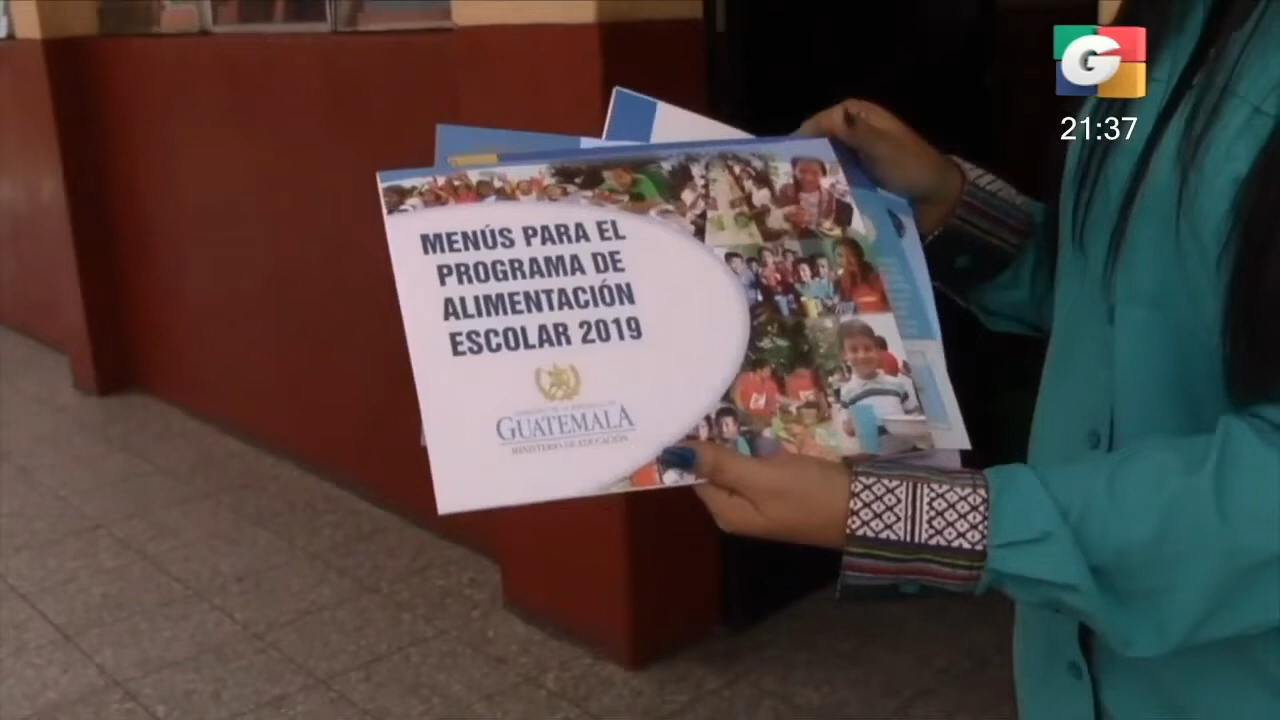 G
21:37
MENÚS PARA EL
PROGRAMA DE
ALIMENTACIÓN
ESCOLAR 2019
GUATEMALA
MINISTERIO DE EDUCACIÓN